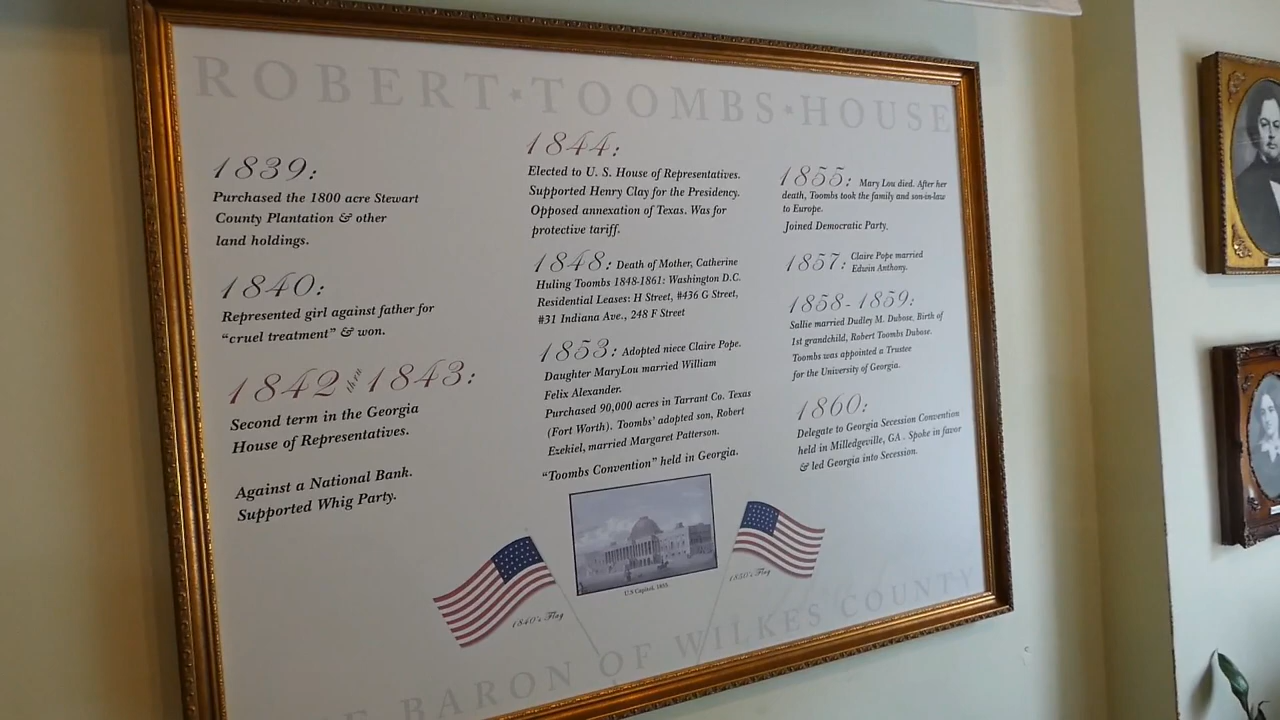 ROBERT * TOOMBS * HOUSE
1839:
Purchased the 1800 acre Stewart
County Plantation & other
land holdings.
1840:
Represented girl against father for
“cruel treatment” & won.
1842 thru 1843:
Second term in the Georgia
House of Representatives.
Against a National Bank.
Supported Whig Party.
1844:
Elected to U. S. House of Representatives.
Supported Henry Clay for the Presidency.
Opposed annexation of Texas. Was for
protective tariff.
1848: Death of Mother, Catherine
Huling Toombs 1848-1861: Washington D.C.
Residential Leases: H Street, #436 G Street,
#31 Indiana Ave., 248 F Street
1853: Adopted niece Claire Pope.
Daughter MaryLou married William
Felix Alexander.
Purchased 90,000 acres in Tarrant Co. Texas
(Fort Worth). Toombs' adopted son, Robert
Ezekiel, married Margaret Patterson.
“Toombs Convention” held in Georgia.
1855: Mary Lou died. After her
death, Toombs took the family and son-in-law
to Europe.
Joined Democratic Party.
1857: Claire Pope married
Edwin Anthony.
1858-1859:
Sallie married Dudley M. Dubose. Birth of
1st grandchild, Robert Toombs Dubose.
Toombs was appointed a Trustee
for the University of Georgia.
1860:
Delegate to Georgia Secession Convention
held in Milledgeville, GA . Spoke in favor
& led Georgia into Secession.
1840's Flag
U.S Capitol,
1850's Flag
BARON OF WILKES COUNTY